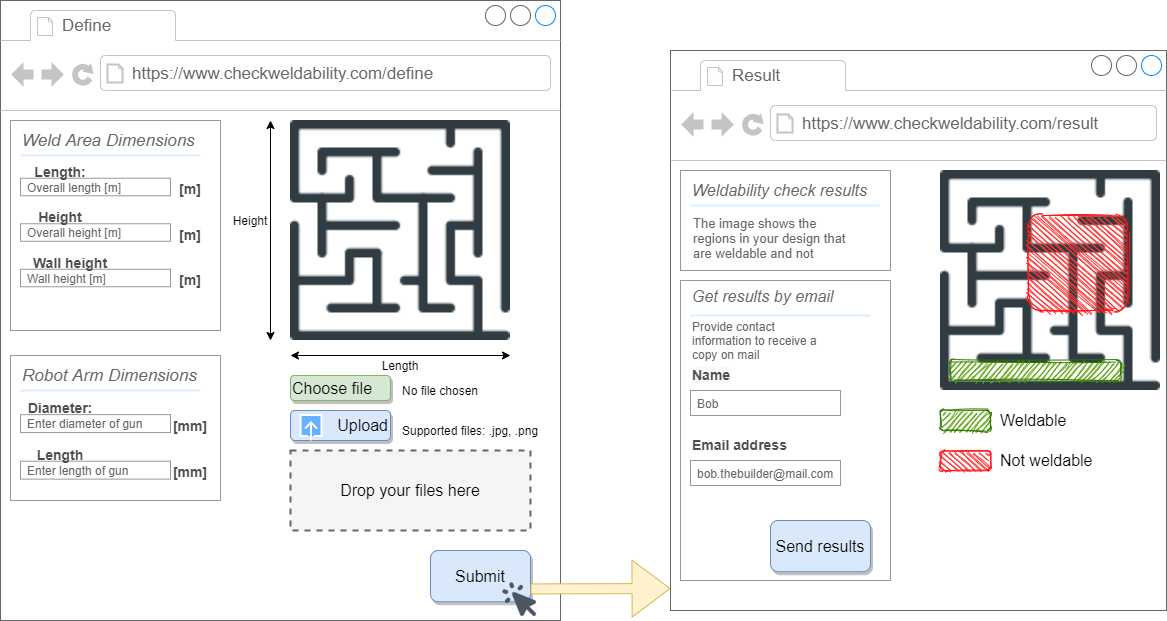 Define
https://www.checkweldability.com/define
Weld Area Dimensions
Length:
Overall length [m]
[m]
Height
Overall height [m]
[m]
Wall height
Wall height [m]
[m]
Robot Arm Dimensions
Diameter:
Enter diameter of gun
[mm]
Length
Enter length of gun
[mm]
Height
Length
Choose file
No file chosen
Upload
Supported files: .jpg, .png
Drop your files here
Submit
Result
https://www.checkweldability.com/result
Weldability check results
The image shows the
regions in your design that
are weldable and not
Get results by email
Provide contact
information to receive a
copy on mail
Name
Bob
Email address
bob.thebuilder@mail.com
Send results
Weldable
Not weldable